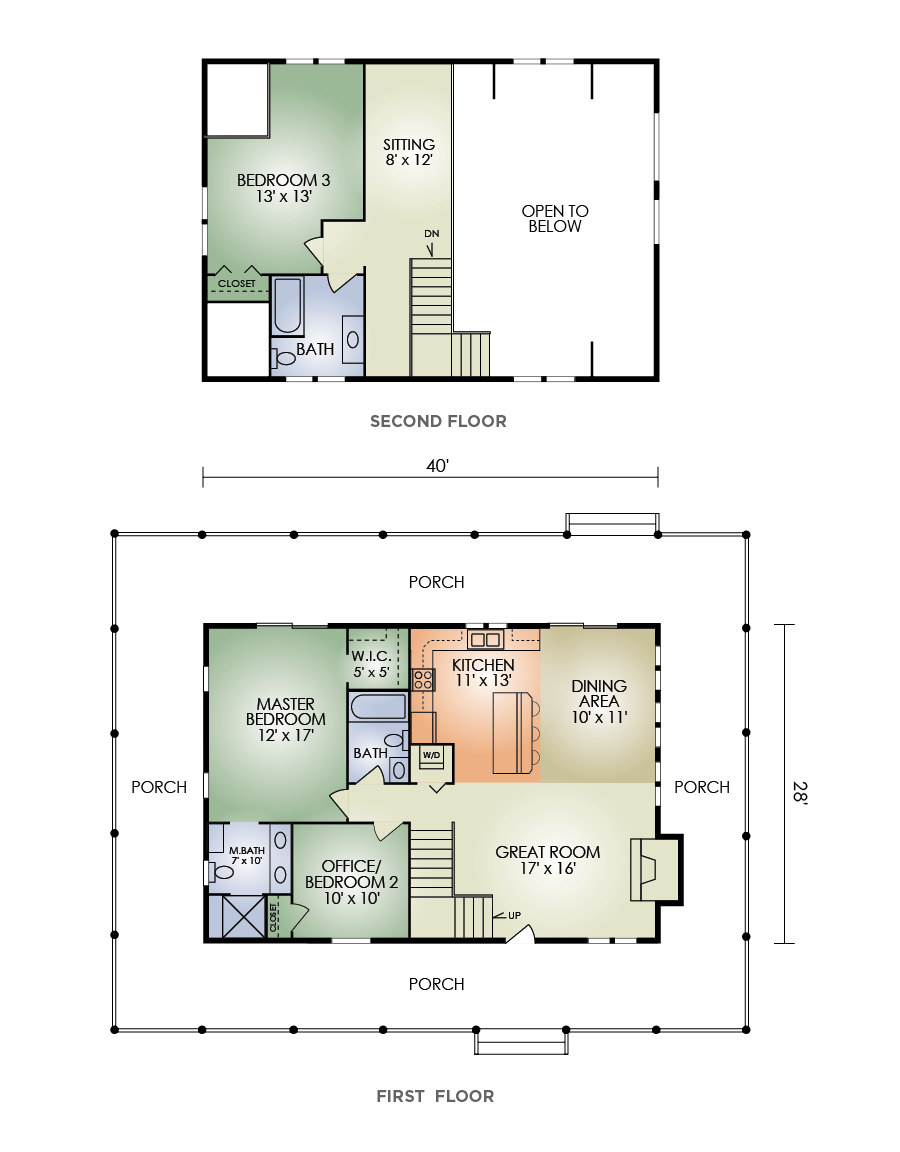 SITTING
8' x 12'
BEDROOM 3
13' x 13'
OPEN TO
BELOW
DN
CLOSET
BATH
SECOND FLOOR
40'
PORCH
W.I.C.
5' x 5'
KITCHEN
11' x 13'
MASTER
BEDROOM
12' x 17'
DINING
AREA
10' x 11'
BATH
W/D
PORCH
PORCH
28'
M.BATH
7' x 10'
GREAT ROOM
17' x 16'
OFFICE/
BEDROOM 2
10' x 10'
CLOSET
UP
PORCH
FIRST FLOOR